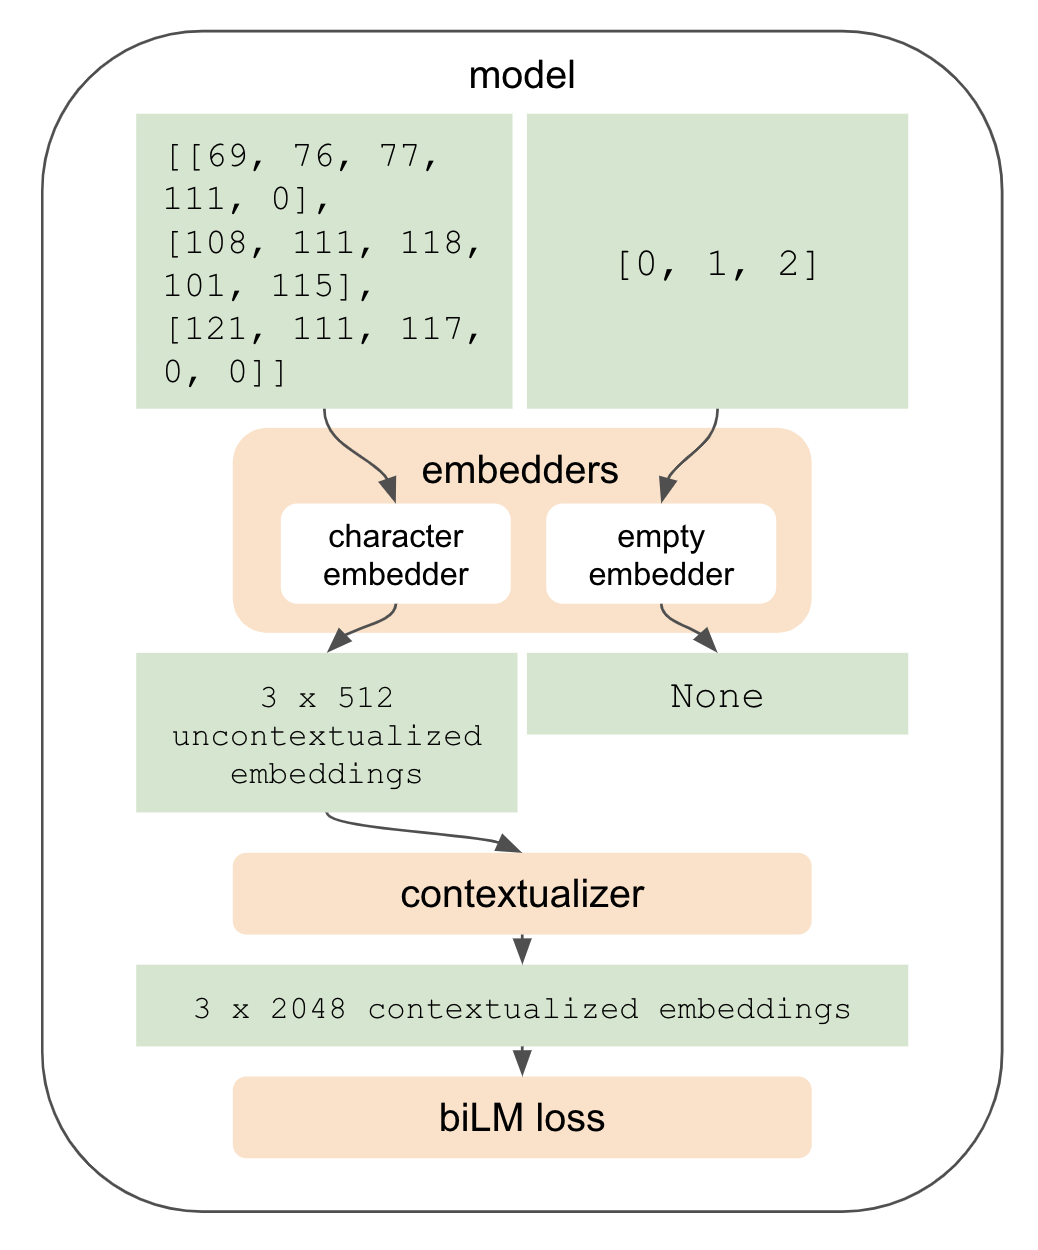 model
[[69, 76, 77,
111, 0],
[108, 111, 118,
101, 115],
[121, 111, 117,
0, 0]]
[0, 1, 2]
embedders
character
embedder
empty
embedder
3 x 512
uncontextualized
embeddings
None
contextualizer
3 x 2048 contextualized embeddings
biLM loss